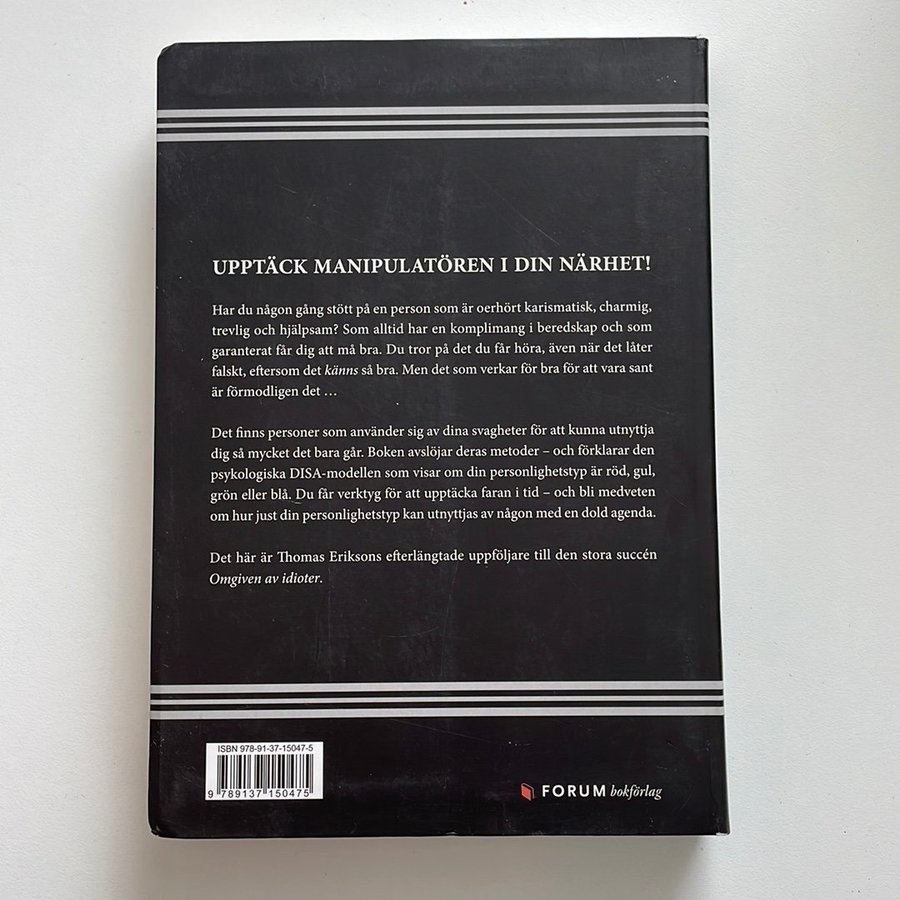 UPPTÄCK MANIPULATÖREN I DIN NÄRHET!
Har du någon gång stött på en person som är oerhört karismatisk, charmig,
trevlig och hjälpsam? Som alltid har en komplimang i beredskap och som
garanterat får dig att må bra. Du tror på det du får höra, även när det låter
falskt, eftersom det känns så bra. Men det som verkar för bra för att vara sant
är förmodligen det …
Det finns personer som använder sig av dina svagheter för att kunna utnyttja
dig så mycket det bara går. Boken avslöjar deras metoder – och förklarar den
psykologiska DISA-modellen som visar om din personlighetstyp är röd, gul,
grön eller blå. Du får verktyg för att upptäcka faran i tid – och bli medveten
om hur just din personlighetstyp kan utnyttjas av någon med en dold agenda.
Det här är Thomas Eriksons efterlängtade uppföljare till den stora succén
Omgiven av idioter.
ISBN 978-91-37-15047-5
9 789137 150475
FORUM bokförlag